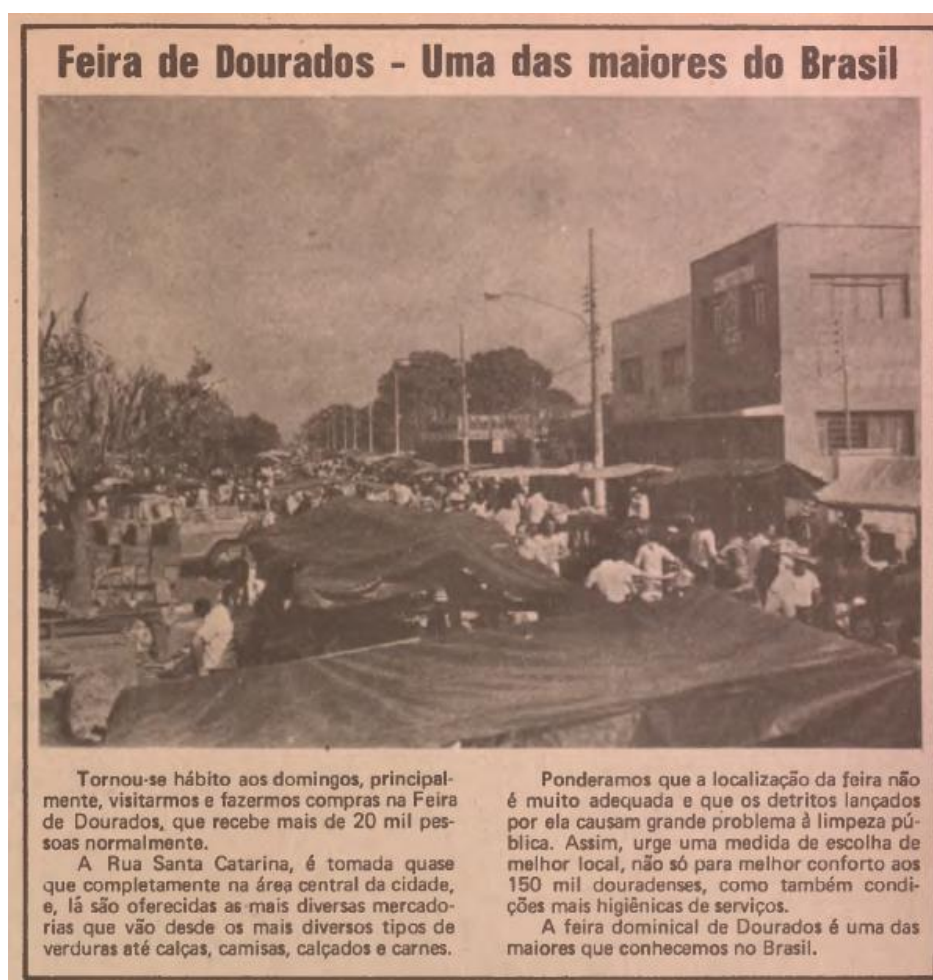 Feira de Dourados - Uma das maiores do Brasil
Tornou-se hábito aos domingos, principal-
mente, visitarmos e fazermos compras na Feira
de Dourados, que recebe mais de 20 mil pes-
soas normalmente.
A Rua Santa Catarina, é tomada quase
que completamente na área central da cidade,
e, lá são oferecidas as mais diversas mercado-
rias que vão desde os mais diversos tipos de
verduras até calças, camisas, calçados e carnes.
Ponderamos que a localização da feira não
é muito adequada e que os detritos lançados
por ela causam grande problema à limpeza pú-
blica. Assim, urge uma medida de escolha de
melhor local, não só para melhor conforto aos
150 mil douradenses, como também condi-
ções mais higiênicas de serviços.
A feira dominical de Dourados é uma das
maiores que conhecemos no Brasil.